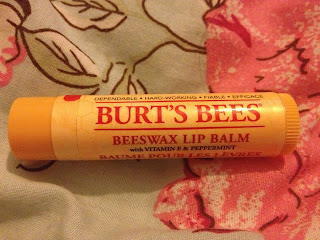 DEPENDABLE • HARD-WORKING • FIABLE • EFFICACE
BURT'S BEES
BEESWAX LIP BALM
with VITAMIN E & PEPPERMINT
BAUME POUR LES LÈVRES